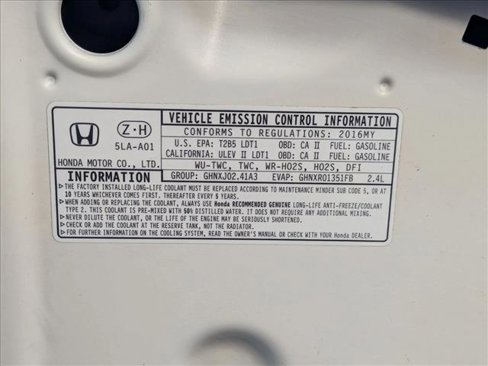 VEHICLE EMISSION CONTROL INFORMATION
Z·H
CONFORMS TO REGULATIONS: 2016MY
5LA-A01
U.S. EPA: T2B5 LDT1 OBD: CA II FUEL: GASOLINE
CALIFORNIA: ULEV II LDT1 OBD: CA II FUEL: GASOLINE
HONDA MOTOR CO., LTD.
WU-TWC, TWC, WR-HO2S, HO2S, DFI
INFORMATION
GROUP: GHNXJ02.41A3 EVAP: GHNXR01351FB 2.4L
THE FACTORY INSTALLED LONG-LIFE COOLANT MUST BE REPLACED ACCORDING TO MAINTENANCE MINDER SUB CODE 5, OR AT
10 YEARS WHICHEVER COMES FIRST. THEREAFTER EVERY 5 YEARS.
WHEN ADDING OR REPLACING THE COOLANT, ALWAYS USE Honda RECOMMENDED GENUINE LONG-LIFE ANTI-FREEZE/COOLANT
TYPE 2. THIS COOLANT IS PRE-MIXED WITH 50% DISTILLED WATER. IT DOES NOT REQUIRE ANY ADDITIONAL MIXING.
NEVER DILUTE THE COOLANT, OR THE LIFE OF THE ENGINE MAY BE SERIOUSLY SHORTENED.
CHECK OR ADD COOLANT AT THE RESERVE TANK, NOT THE RADIATOR.
FOR FURTHER INFORMATION ON THE COOLING SYSTEM, READ THE OWNER'S MANUAL OR CHECK WITH YOUR Honda DEALER.